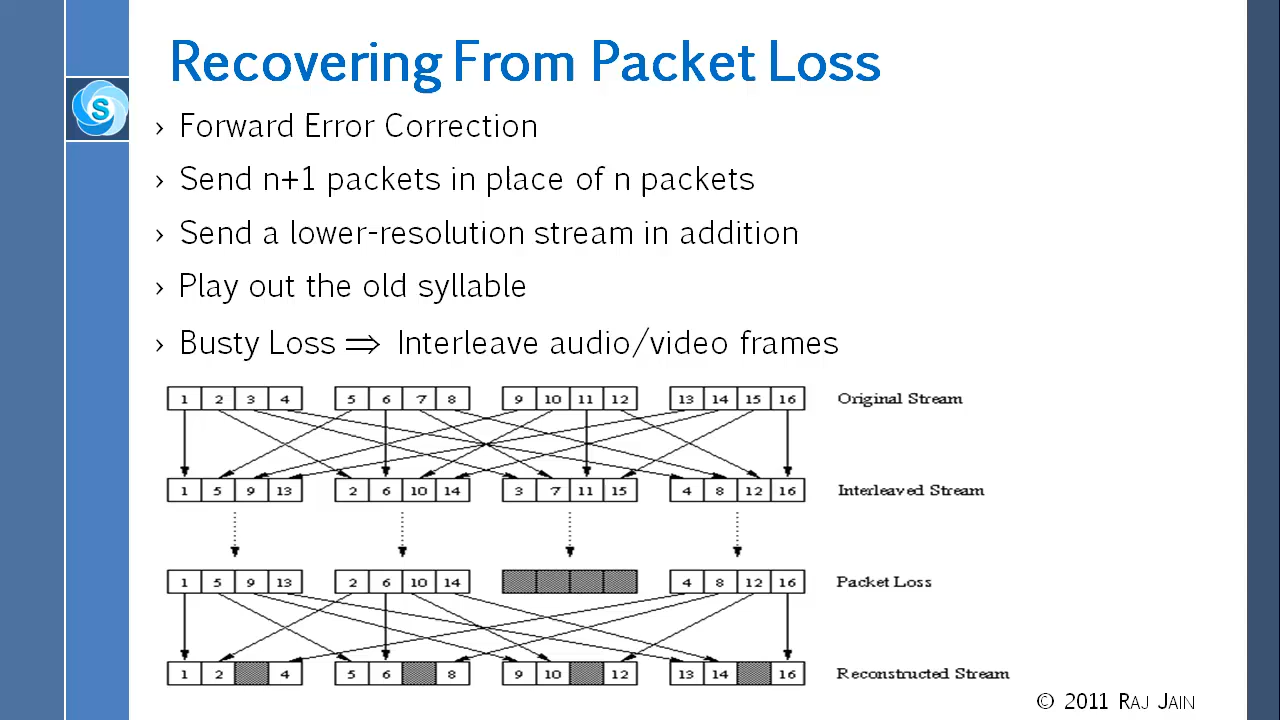 Recovering From Packet Loss
S
› Forward Error Correction
› Send n+1 packets in place of n packets
› Send a lower-resolution stream in addition
› Play out the old syllable
› Busty Loss ⇒ Interleave audio/video frames
1 2 3 4 5 6 7 8 9 10 11 12 13 14 15 16 Original Stream
1 5 9 13 2 6 10 14 3 7 11 15 4 8 12 16 Interleaved Stream
1 5 9 13 2 6 10 14 4 8 12 16 Packet Loss
1 2 4 5 6 8 9 10 12 13 14 16 Reconstructed Stream
© 2011 RAJ JAIN